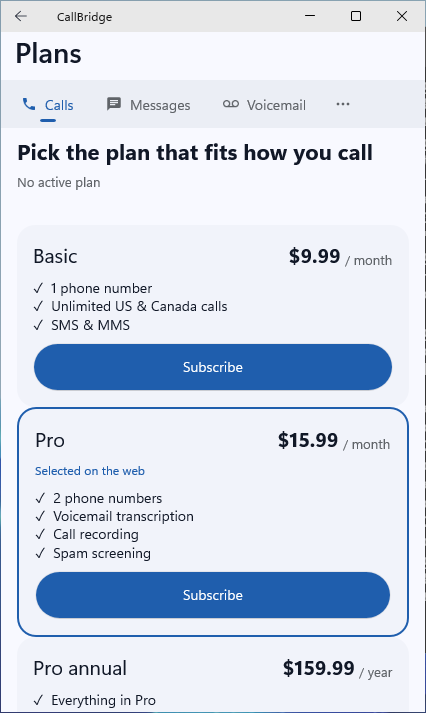 CallBridge
Plans
Calls Messages Voicemail
Pick the plan that fits how you call
No active plan
Basic $9.99 / month
✓ 1 phone number
✓ Unlimited US & Canada calls
✓ SMS & MMS
Subscribe
Pro $15.99 / month
Selected on the web
✓ 2 phone numbers
✓ Voicemail transcription
✓ Call recording
✓ Spam screening
Subscribe
Pro annual $159.99 / year
✓ Everything in Pro